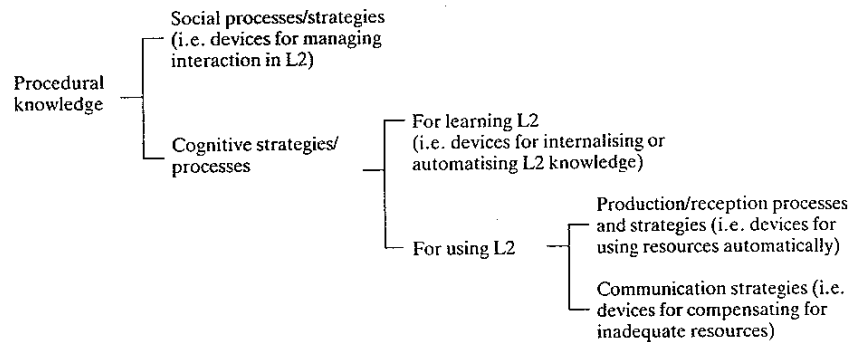 Social processes/strategies
(i.e. devices for managing
interaction in L2)
Procedural
knowledge
Cognitive strategies/
processes
For learning L2
(i.e. devices for internalising or
automatising L2 knowledge)
For using L2
Production/reception processes
and strategies (i.e. devices for
using resources automatically)
Communication strategies (i.e.
devices for compensating for
inadequate resources)